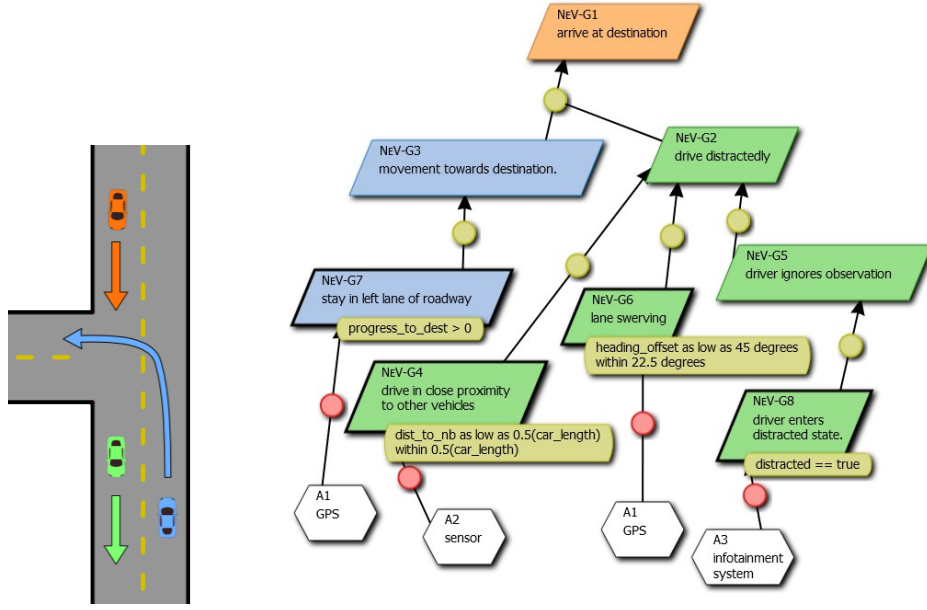 NEV-G1
arrive at destination
NEV-G3
movement towards destination.
NEV-G2
drive distractedly
NEV-G7
stay in left lane of roadway
progress_to_dest > 0
NEV-G5
driver ignores observation
NEV-G6
lane swerving
heading_offset as low as 45 degrees
within 22.5 degrees
NEV-G4
drive in close proximity
to other vehicles
dist_to_nb as low as 0.5(car_length)
within 0.5(car_length)
NEV-G8
driver enters
distracted state.
distracted == true
A1
GPS
A2
sensor
A1
GPS
A3
infotainment
system